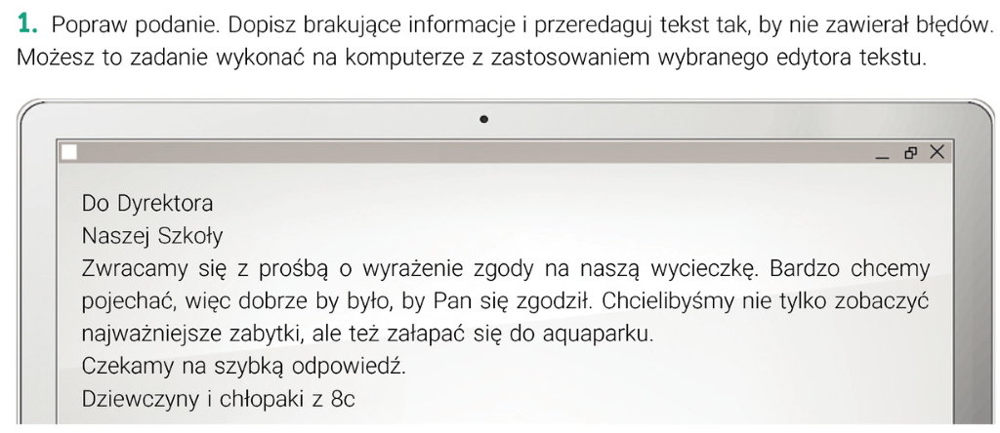 1. Popraw podanie. Dopisz brakujące informacje i przeredaguj tekst tak, by nie zawierał błędów.
Możesz to zadanie wykonać na komputerze z zastosowaniem wybranego edytora tekstu.
Do Dyrektora
Naszej Szkoły
Zwracamy się z prośbą o wyrażenie zgody na naszą wycieczkę. Bardzo chcemy
pojechać, więc dobrze by było, by Pan się zgodził. Chcielibyśmy nie tylko zobaczyć
najważniejsze zabytki, ale też załapać się do aquaparku.
Czekamy na szybką odpowiedź.
Dziewczyny i chłopaki z 8c